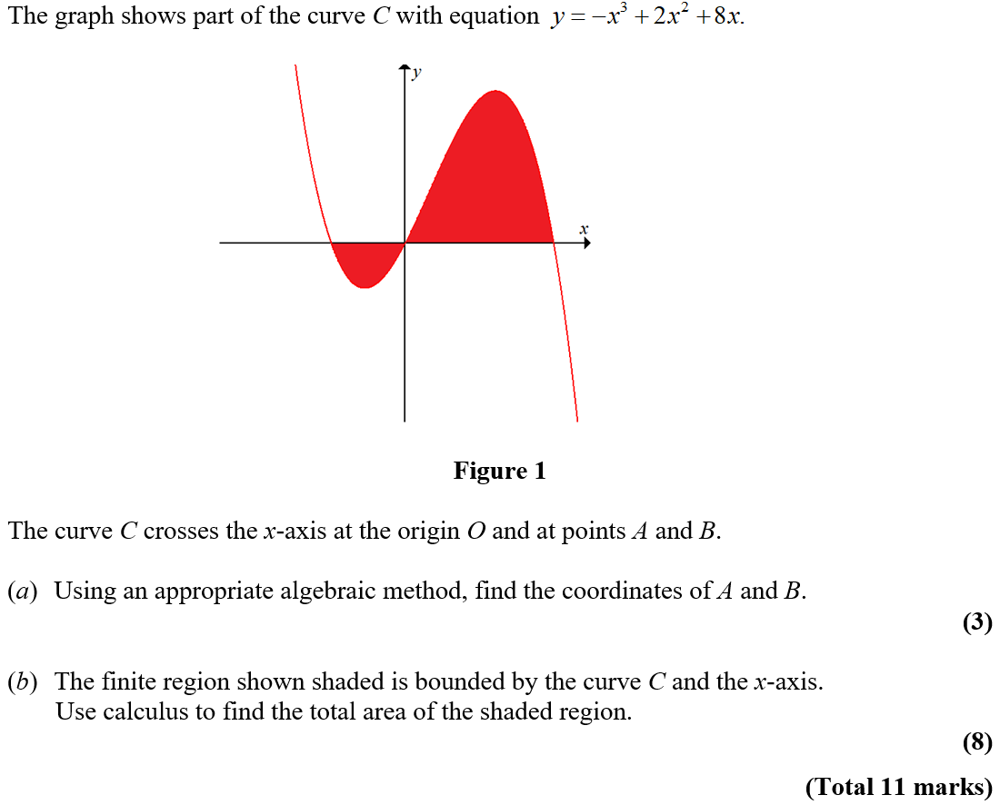 The graph shows part of the curve C with equation y = −x³ + 2x² + 8x.
y
x
Figure 1
The curve C crosses the x-axis at the origin O and at points A and B.
(a) Using an appropriate algebraic method, find the coordinates of A and B.
(3)
(b) The finite region shown shaded is bounded by the curve C and the x-axis.
Use calculus to find the total area of the shaded region.
(8)
(Total 11 marks)